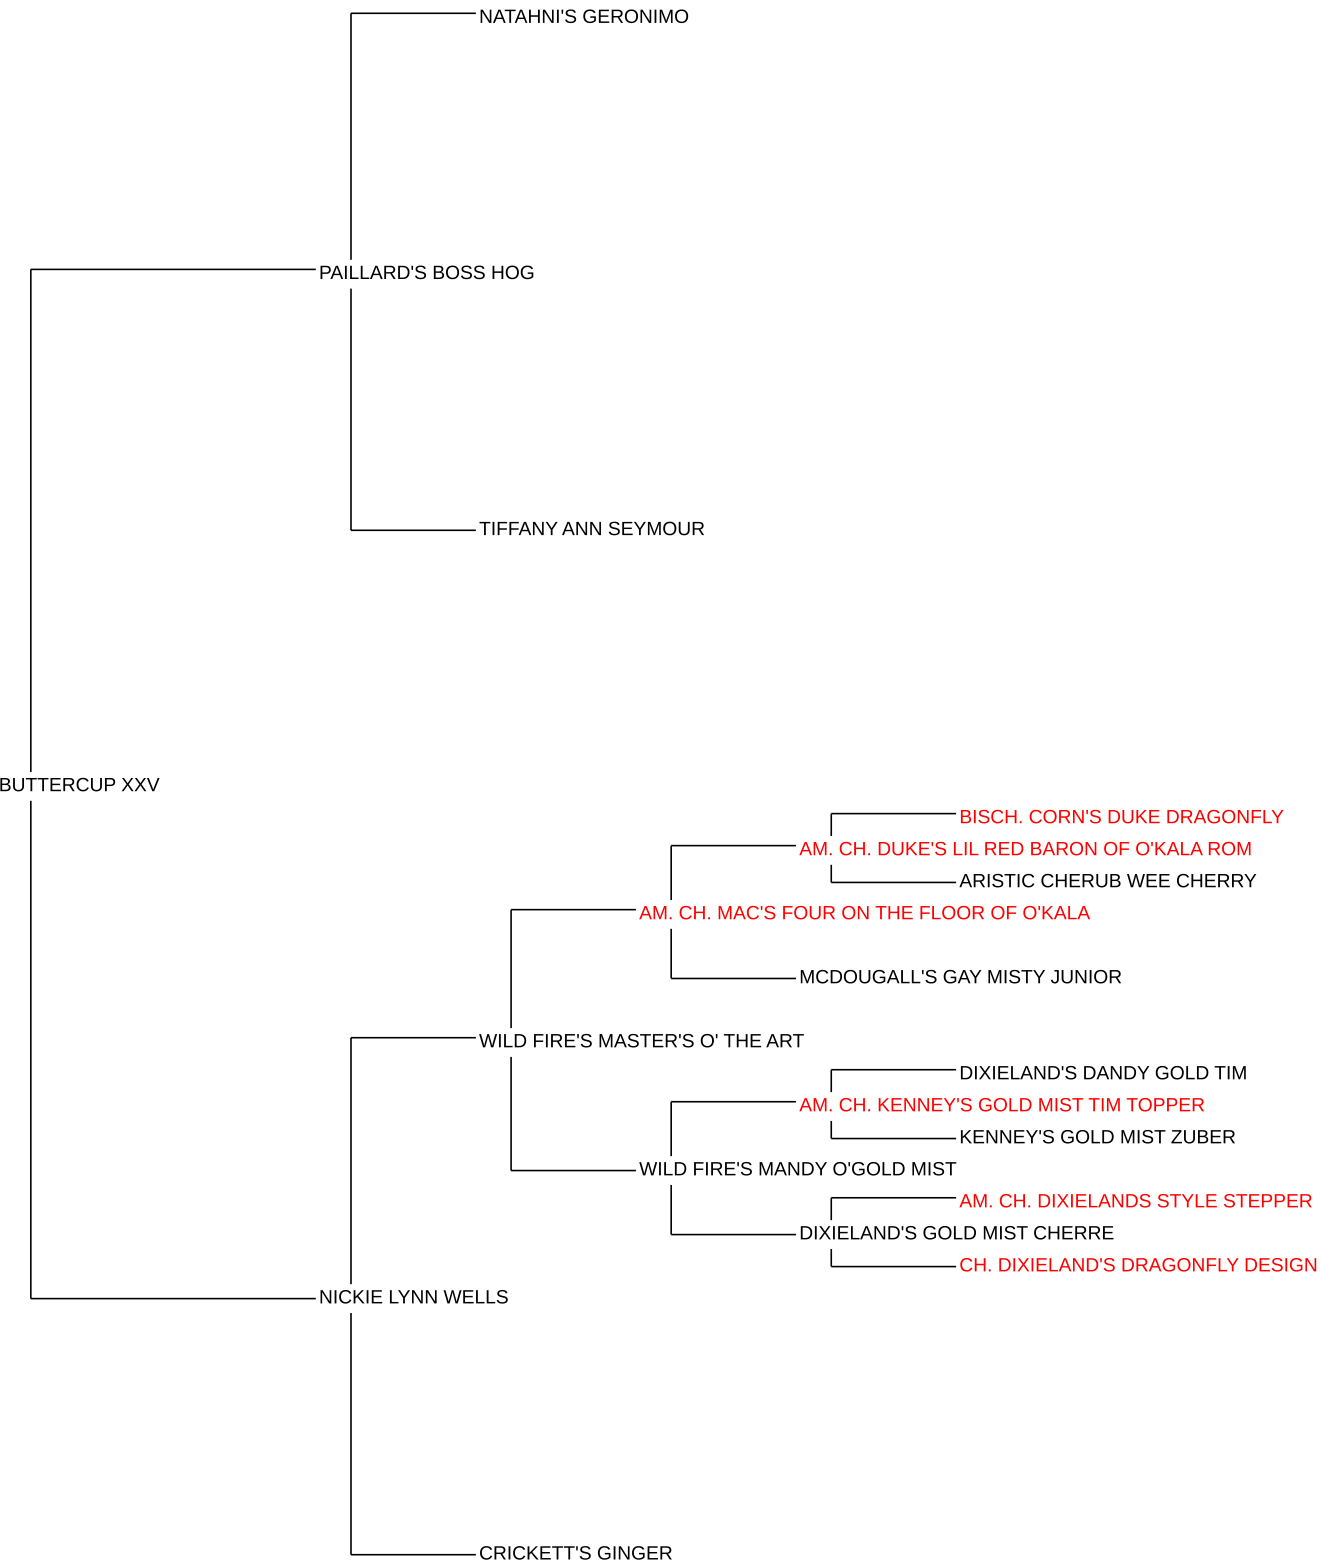 NATAHNI'S GERONIMO
PAILLARD'S BOSS HOG
TIFFANY ANN SEYMOUR
BUTTERCUP XXV
BISCH. CORN'S DUKE DRAGONFLY
AM. CH. DUKE'S LIL RED BARON OF O'KALA ROM
ARISTIC CHERUB WEE CHERRY
AM. CH. MAC'S FOUR ON THE FLOOR OF O'KALA
MCDOUGALL'S GAY MISTY JUNIOR
WILD FIRE'S MASTER'S O' THE ART
DIXIELAND'S DANDY GOLD TIM
AM. CH. KENNEY'S GOLD MIST TIM TOPPER
KENNEY'S GOLD MIST ZUBER
WILD FIRE'S MANDY O'GOLD MIST
AM. CH. DIXIELANDS STYLE STEPPER
DIXIELAND'S GOLD MIST CHERRE
CH. DIXIELAND'S DRAGONFLY DESIGN
NICKIE LYNN WELLS
CRICKETT'S GINGER